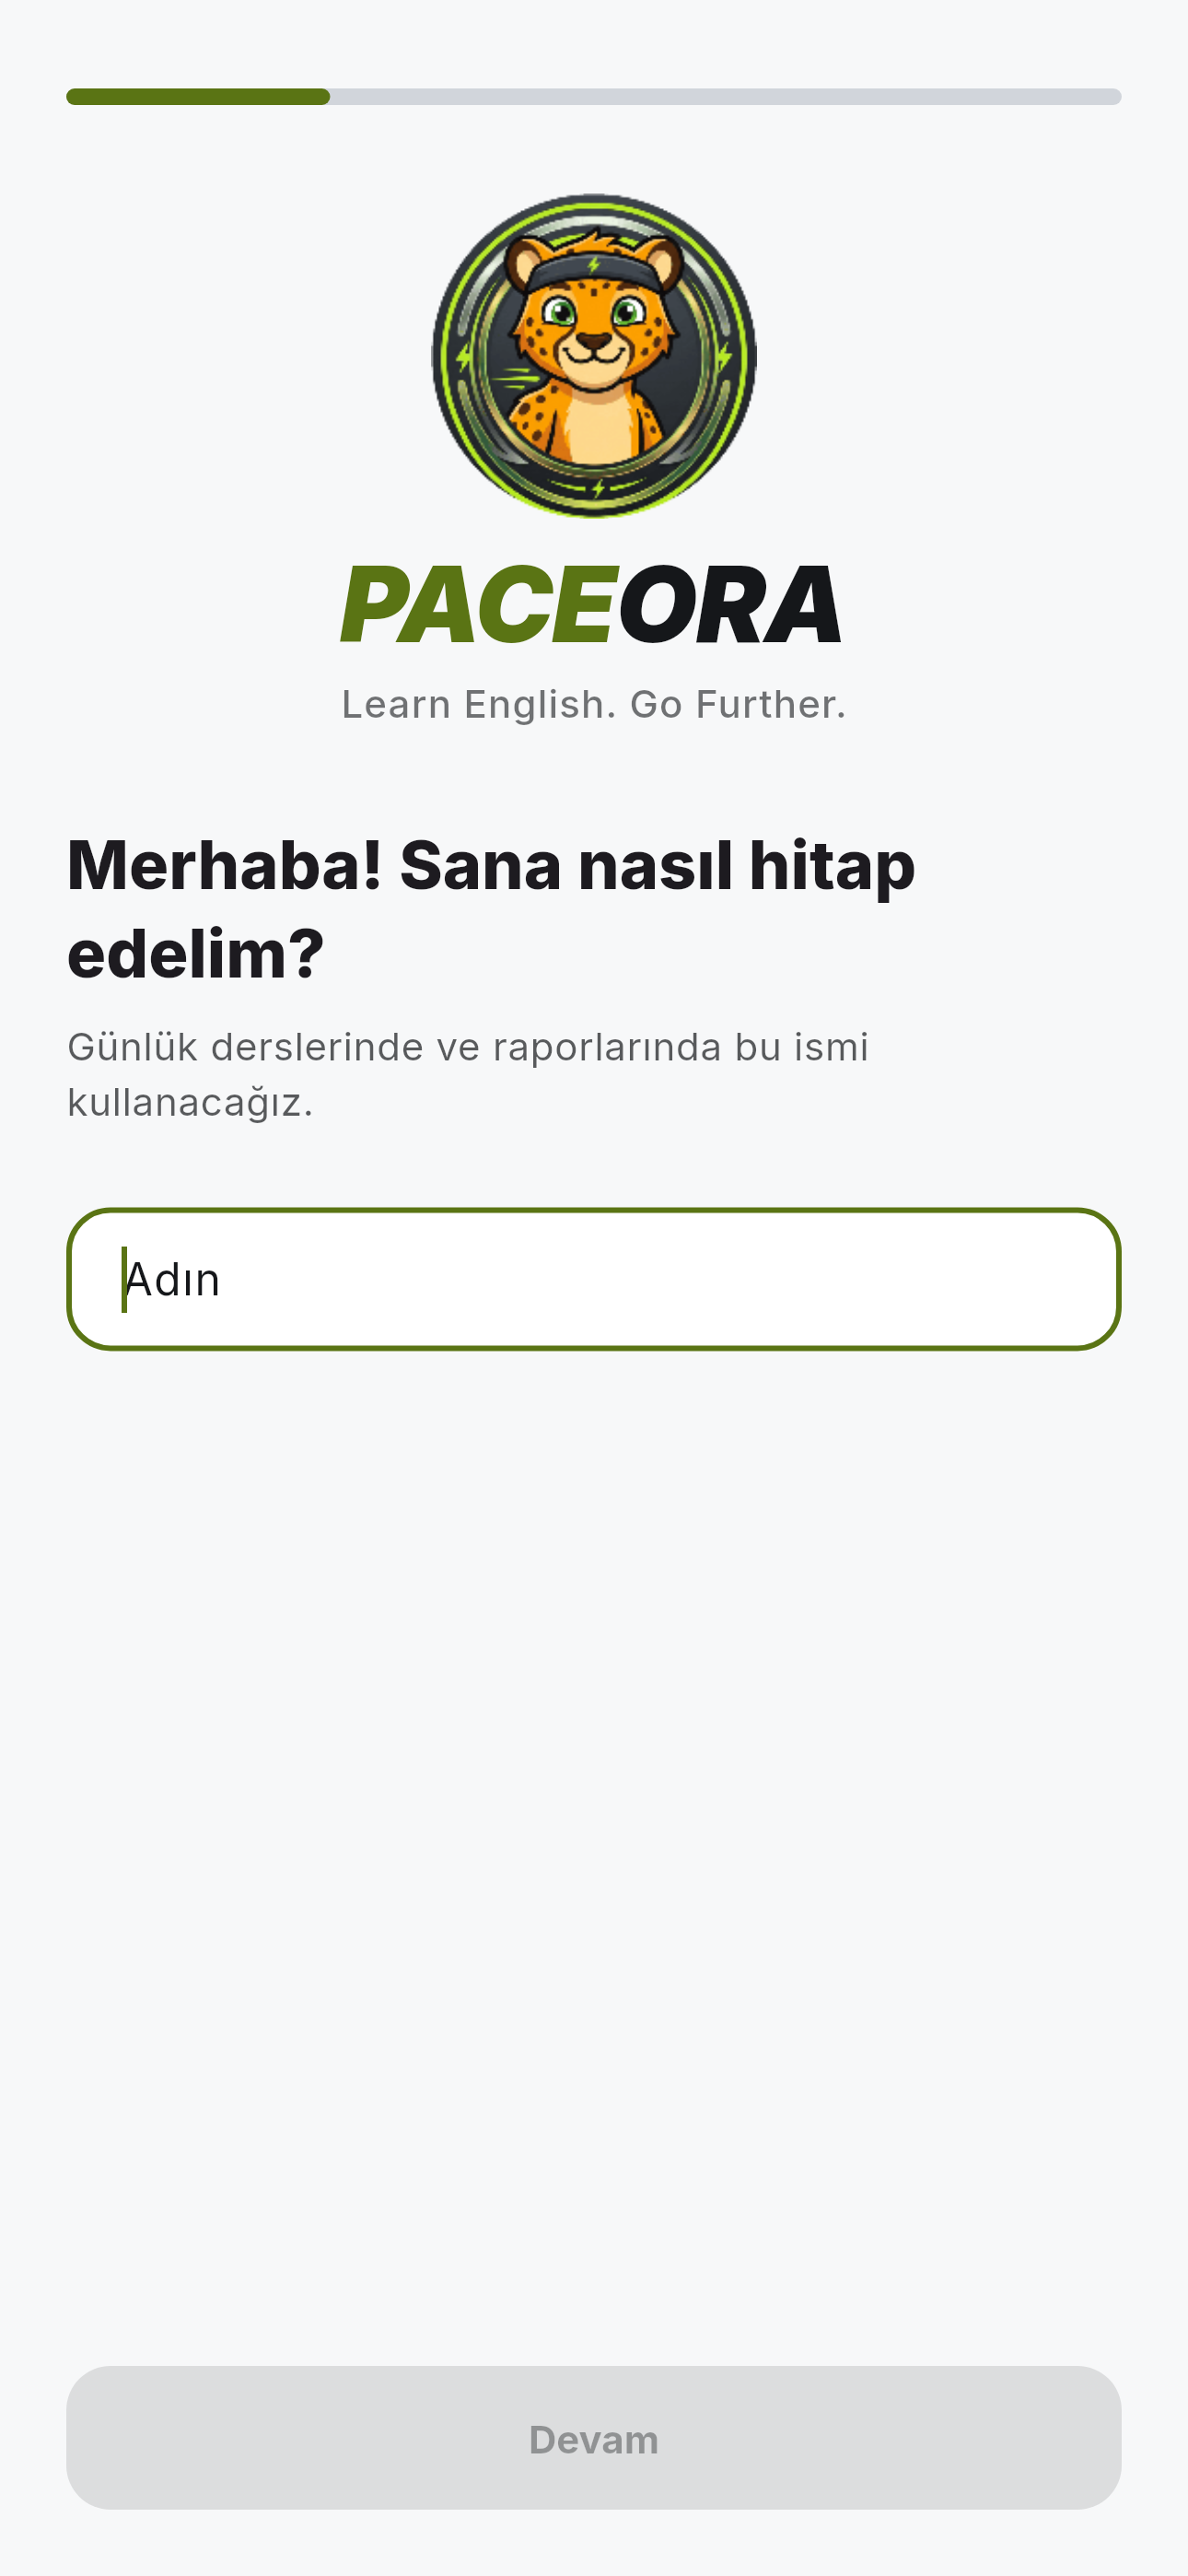 PACEORA
Learn English. Go Further.
Merhaba! Sana nasıl hitap
edelim?
Günlük derslerinde ve raporlarında bu ismi
kullanacağız.
Adın
Devam